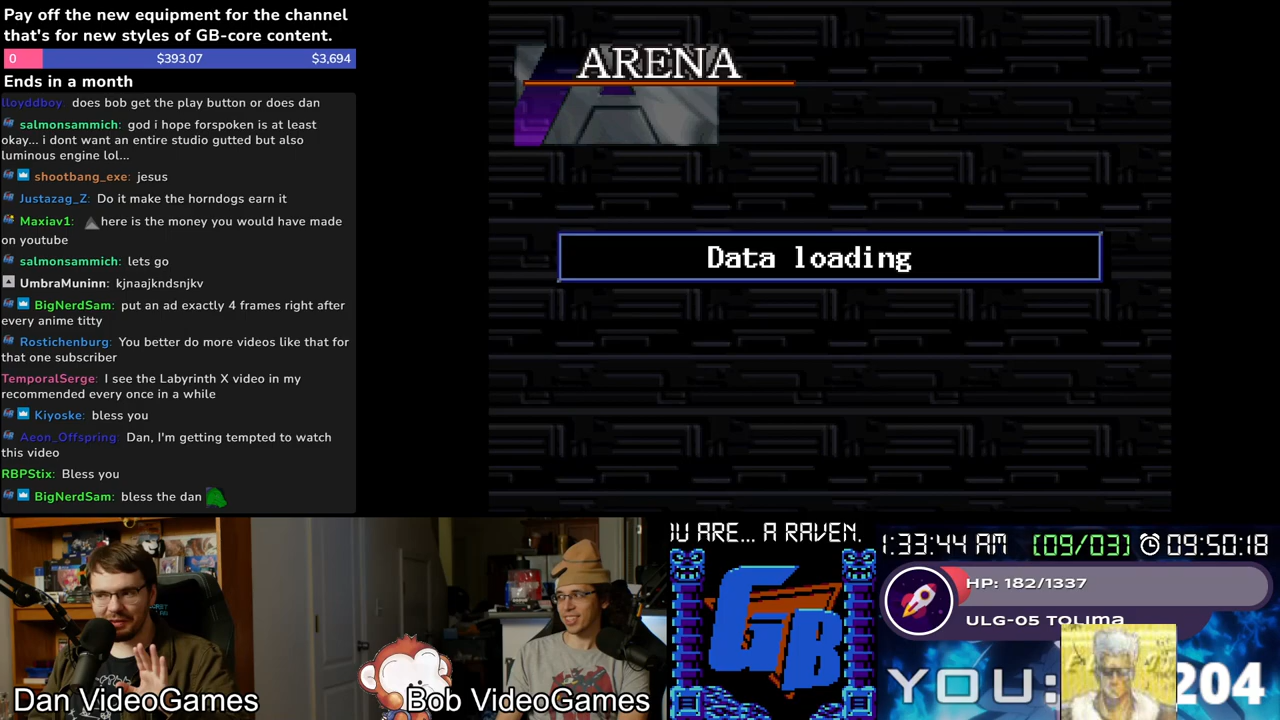 Pay off the new equipment for the channel
that's for new styles of GB-core content.
0 $393.07 $3,694
Ends in a month
lloyddboy: does bob get the play button or does dan
salmonsammich: god i hope forspoken is at least
okay... i dont want an entire studio gutted but also
luminous engine lol...
shootbang_exe: jesus
Justazag_Z: Do it make the horndogs earn it
Maxiav1: here is the money you would have made
on youtube
salmonsammich: lets go
UmbraMuninn: kjnaajkndsnjkv
BigNerdSam: put an ad exactly 4 frames right after
every anime titty
Rostichenburg: You better do more videos like that for
that one subscriber
TemporalSerge: I see the Labyrinth X video in my
recommended every once in a while
Kiyoske: bless you
Aeon_Offspring: Dan, I'm getting tempted to watch
this video
RBPStix: Bless you
BigNerdSam: bless the dan
ARENA
Data loading
Dan VideoGames
Bob VideoGames
U ARE... A RAVEN.
GB
1:33:44 AM [09/03] 09:50:18
HP: 182/1337
ULG-05 TOLIMA
YOU: 204